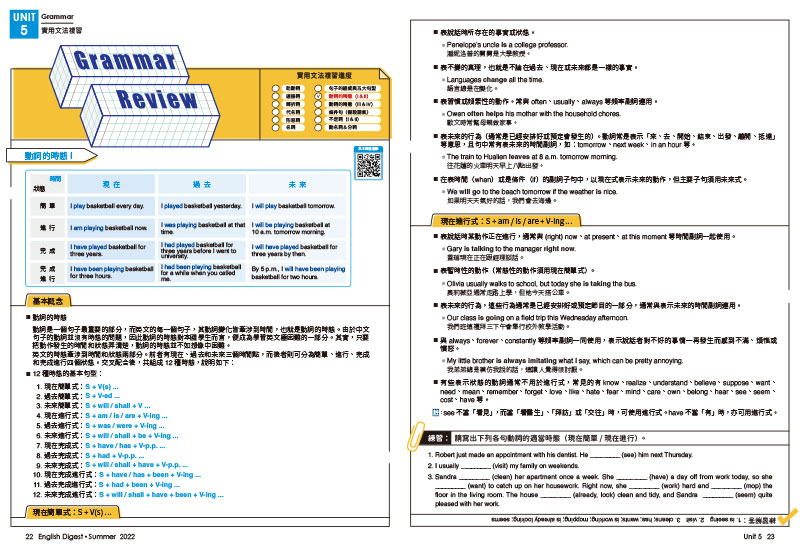 UNIT
5
Grammar
實用文法複習
Grammar
Review
實用文法複習進度
助動詞
連接詞
關係詞
代名詞
形容詞
名詞
句子的組成與五大句型
動詞的時態 (I & II)
動詞的時態 (III & IV)
條件句（假設語氣）
不定詞 (I & II)
動名詞＆分詞
動詞的時態 I
時間
狀態
現 在
過 去
未 來
簡 單
I play basketball every day.
I played basketball yesterday.
I will play basketball tomorrow.
進 行
I am playing basketball now.
I was playing basketball at that time.
I will be playing basketball at 10 a.m. tomorrow morning.
完 成
I have played basketball for three years.
I had played basketball for three years before I went to university.
I will have played basketball for three years by then.
完 成
進 行
I have been playing basketball for three hours.
I had been playing basketball for a while when you called me.
By 5 p.m., I will have been playing basketball for two hours.
基本概念
■ 動詞的時態
動詞是一個句子最重要的部分，而英文的每一個句子，其動詞變化皆牽涉到時間，也就是動詞的時態。由於中文
句子的動詞並沒有時態的問題，因此動詞的時態對本國學生而言，便成為學習英文最困難的一部分。其實，只要
把動作發生的時間和狀態弄清楚，動詞的時態並不如想像中困難。
英文的時態牽涉到時間和狀態兩部分。前者有現在、過去和未來三個時間點，而後者則可分為簡單、進行、完成
和完成進行四個狀態。交叉配合後，共組成 12 種時態，說明如下：
■ 12 種時態的基本句型：
1. 現在簡單式：S + V(s) ...
2. 過去簡單式：S + V-ed ...
3. 未來簡單式：S + will / shall + V ...
4. 現在進行式：S + am / is / are + V-ing ...
5. 過去進行式：S + was / were + V-ing ...
6. 未來進行式：S + will / shall + be + V-ing ...
7. 現在完成式：S + have / has + V-p.p. ...
8. 過去完成式：S + had + V-p.p. ...
9. 未來完成式：S + will / shall + have + V-p.p. ...
10. 現在完成進行式：S + have / has + been + V-ing ...
11. 過去完成進行式：S + had + been + V-ing ...
12. 未來完成進行式：S + will / shall + have + been + V-ing ...
現在簡單式：S + V(s) ...
22 English Digest • Summer 2022
■ 表說話時所存在的事實或狀態。
Penelope's uncle is a college professor.
潘妮洛普的舅舅是大學教授。
■ 表不變的真理，也就是不論在過去、現在或未來都是一樣的事實。
Languages change all the time.
語言總是在變化。
■ 表習慣或頻繁性的動作。常與 often、usually、always 等頻率副詞連用。
Owen often helps his mother with the household chores.
歐文時常幫母親做家事。
■ 表未來的行為（通常是已經安排好或預定會發生的）。動詞常是表示「來、去、開始、結束、出發、離開、抵達」
等意思，且句中常有表未來的時間副詞，如：tomorrow、next week、in an hour 等。
The train to Hualien leaves at 8 a.m. tomorrow morning.
往花蓮的火車明天早上八點出發。
■ 在表時間（when）或是條件（if）的副詞子句中，以現在式表示未來的動作，但主要子句須用未來式。
We will go to the beach tomorrow if the weather is nice.
如果明天天氣好的話，我們會去海邊。
現在進行式：S + am / is / are + V-ing ...
■ 表說話時某動作正在進行，通常與 (right) now、at present、at this moment 等時間副詞一起使用。
Gary is talking to the manager right now.
蓋瑞現在正在跟經理談話。
■ 表暫時性的動作（常態性的動作須用現在簡單式）。
Olivia usually walks to school, but today she is taking the bus.
奧莉薇亞通常走路上學，但她今天搭公車。
■ 表未來的行為，這些行為通常是已經安排好或預定節目的一部分，通常與表示未來的時間副詞連用。
Our class is going on a field trip this Wednesday afternoon.
我們班這禮拜三下午會舉行校外教學活動。
■ 與 always、forever、constantly 等頻率副詞一同使用，表示說話者對不好的事情一再發生而感到不滿、煩惱或
憤怒。
My little brother is always imitating what I say, which can be pretty annoying.
我弟弟總是模仿我說的話，這讓人覺得很討厭。
■ 有些表示狀態的動詞通常不用於進行式，常見的有 know、realize、understand、believe、suppose、want、
need、mean、remember、forget、love、like、hate、fear、mind、care、own、belong、hear、see、seem、
cost、have 等。
see 不當「看見」，而當「看醫生」、「拜訪」或「交往」時，可使用進行式。have 不當「有」時，亦可用進行式。
練習： 請寫出下列各句動詞的適當時態（現在簡單 / 現在進行）。
1. Robert just made an appointment with his dentist. He ________ (see) him next Thursday.
2. I usually ________ (visit) my family on weekends.
3. Sandra ________ (clean) her apartment once a week. She ________ (have) a day off from work today, so she
________ (want) to catch up on her housework. Right now, she ________ (work) hard and ________ (mop) the
floor in the living room. The house ________ (already, look) clean and tidy, and Sandra ________ (seem) quite
pleased with her work.
練習解答：1. is seeing 2. visit 3. cleans; has; wants; is working; mopping; is already looking; seems
Unit 5 23